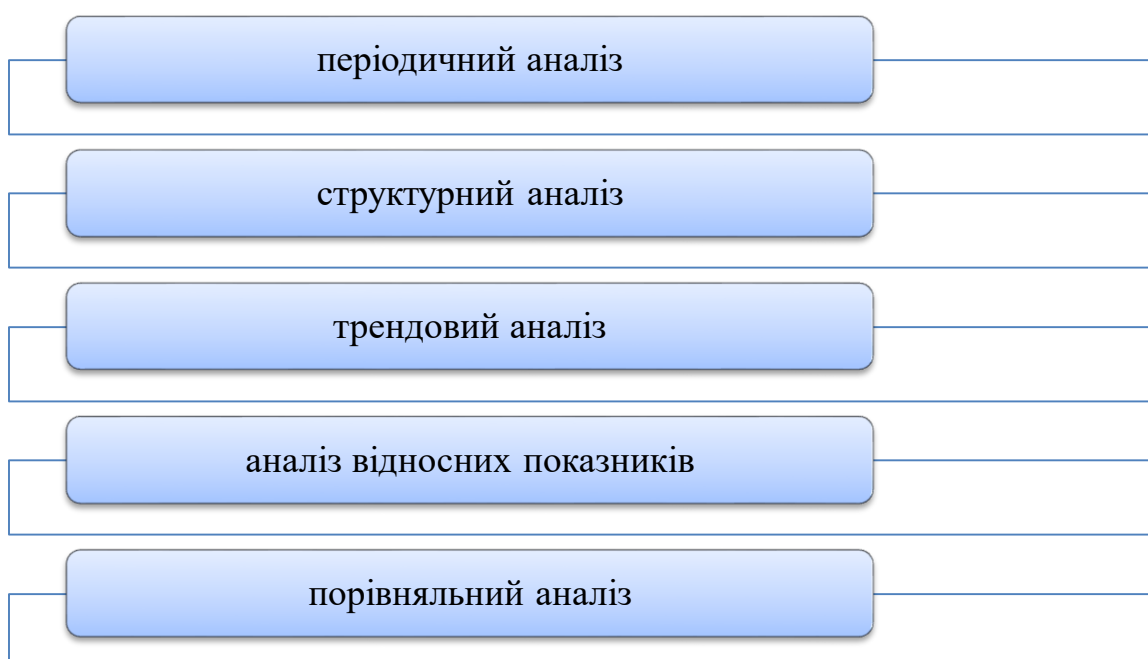 періодичний аналіз
структурний аналіз
трендовий аналіз
аналіз відносних показників
порівняльний аналіз